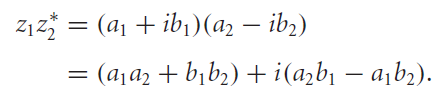 z₁z₂* = (a₁ + ib₁)(a₂ − ib₂)
= (a₁a₂ + b₁b₂) + i(a₂b₁ − a₁b₂).